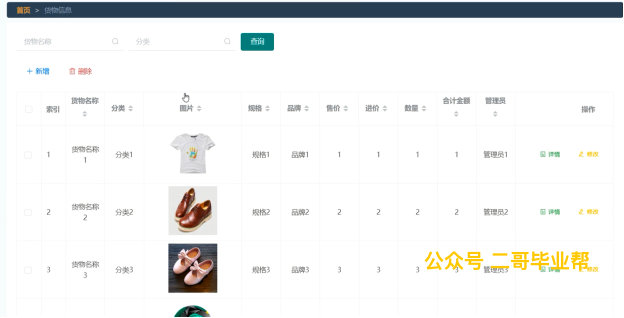 首页 > 货物信息
货物名称 分类 查询
+ 新增 删除
索引 货物名称 分类 图片 规格 品牌 售价 进价 数量 合计金额 管理员 操作
1 货物名称1 分类1 规格1 品牌1 1 1 1 1 管理员1 详情 修改
2 货物名称2 分类2 规格2 品牌2 2 2 2 2 管理员2 详情 修改
3 货物名称3 分类3 规格3 品牌3 3 3 3 3 管理员3 详情 修改
公众号 二哥毕业帮